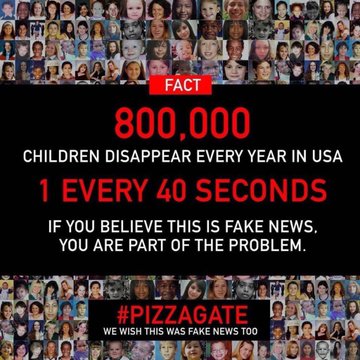 FACT
800,000
CHILDREN DISAPPEAR EVERY YEAR IN USA
1 EVERY 40 SECONDS
IF YOU BELIEVE THIS IS FAKE NEWS,
YOU ARE PART OF THE PROBLEM.
#PIZZAGATE
WE WISH THIS WAS FAKE NEWS TOO